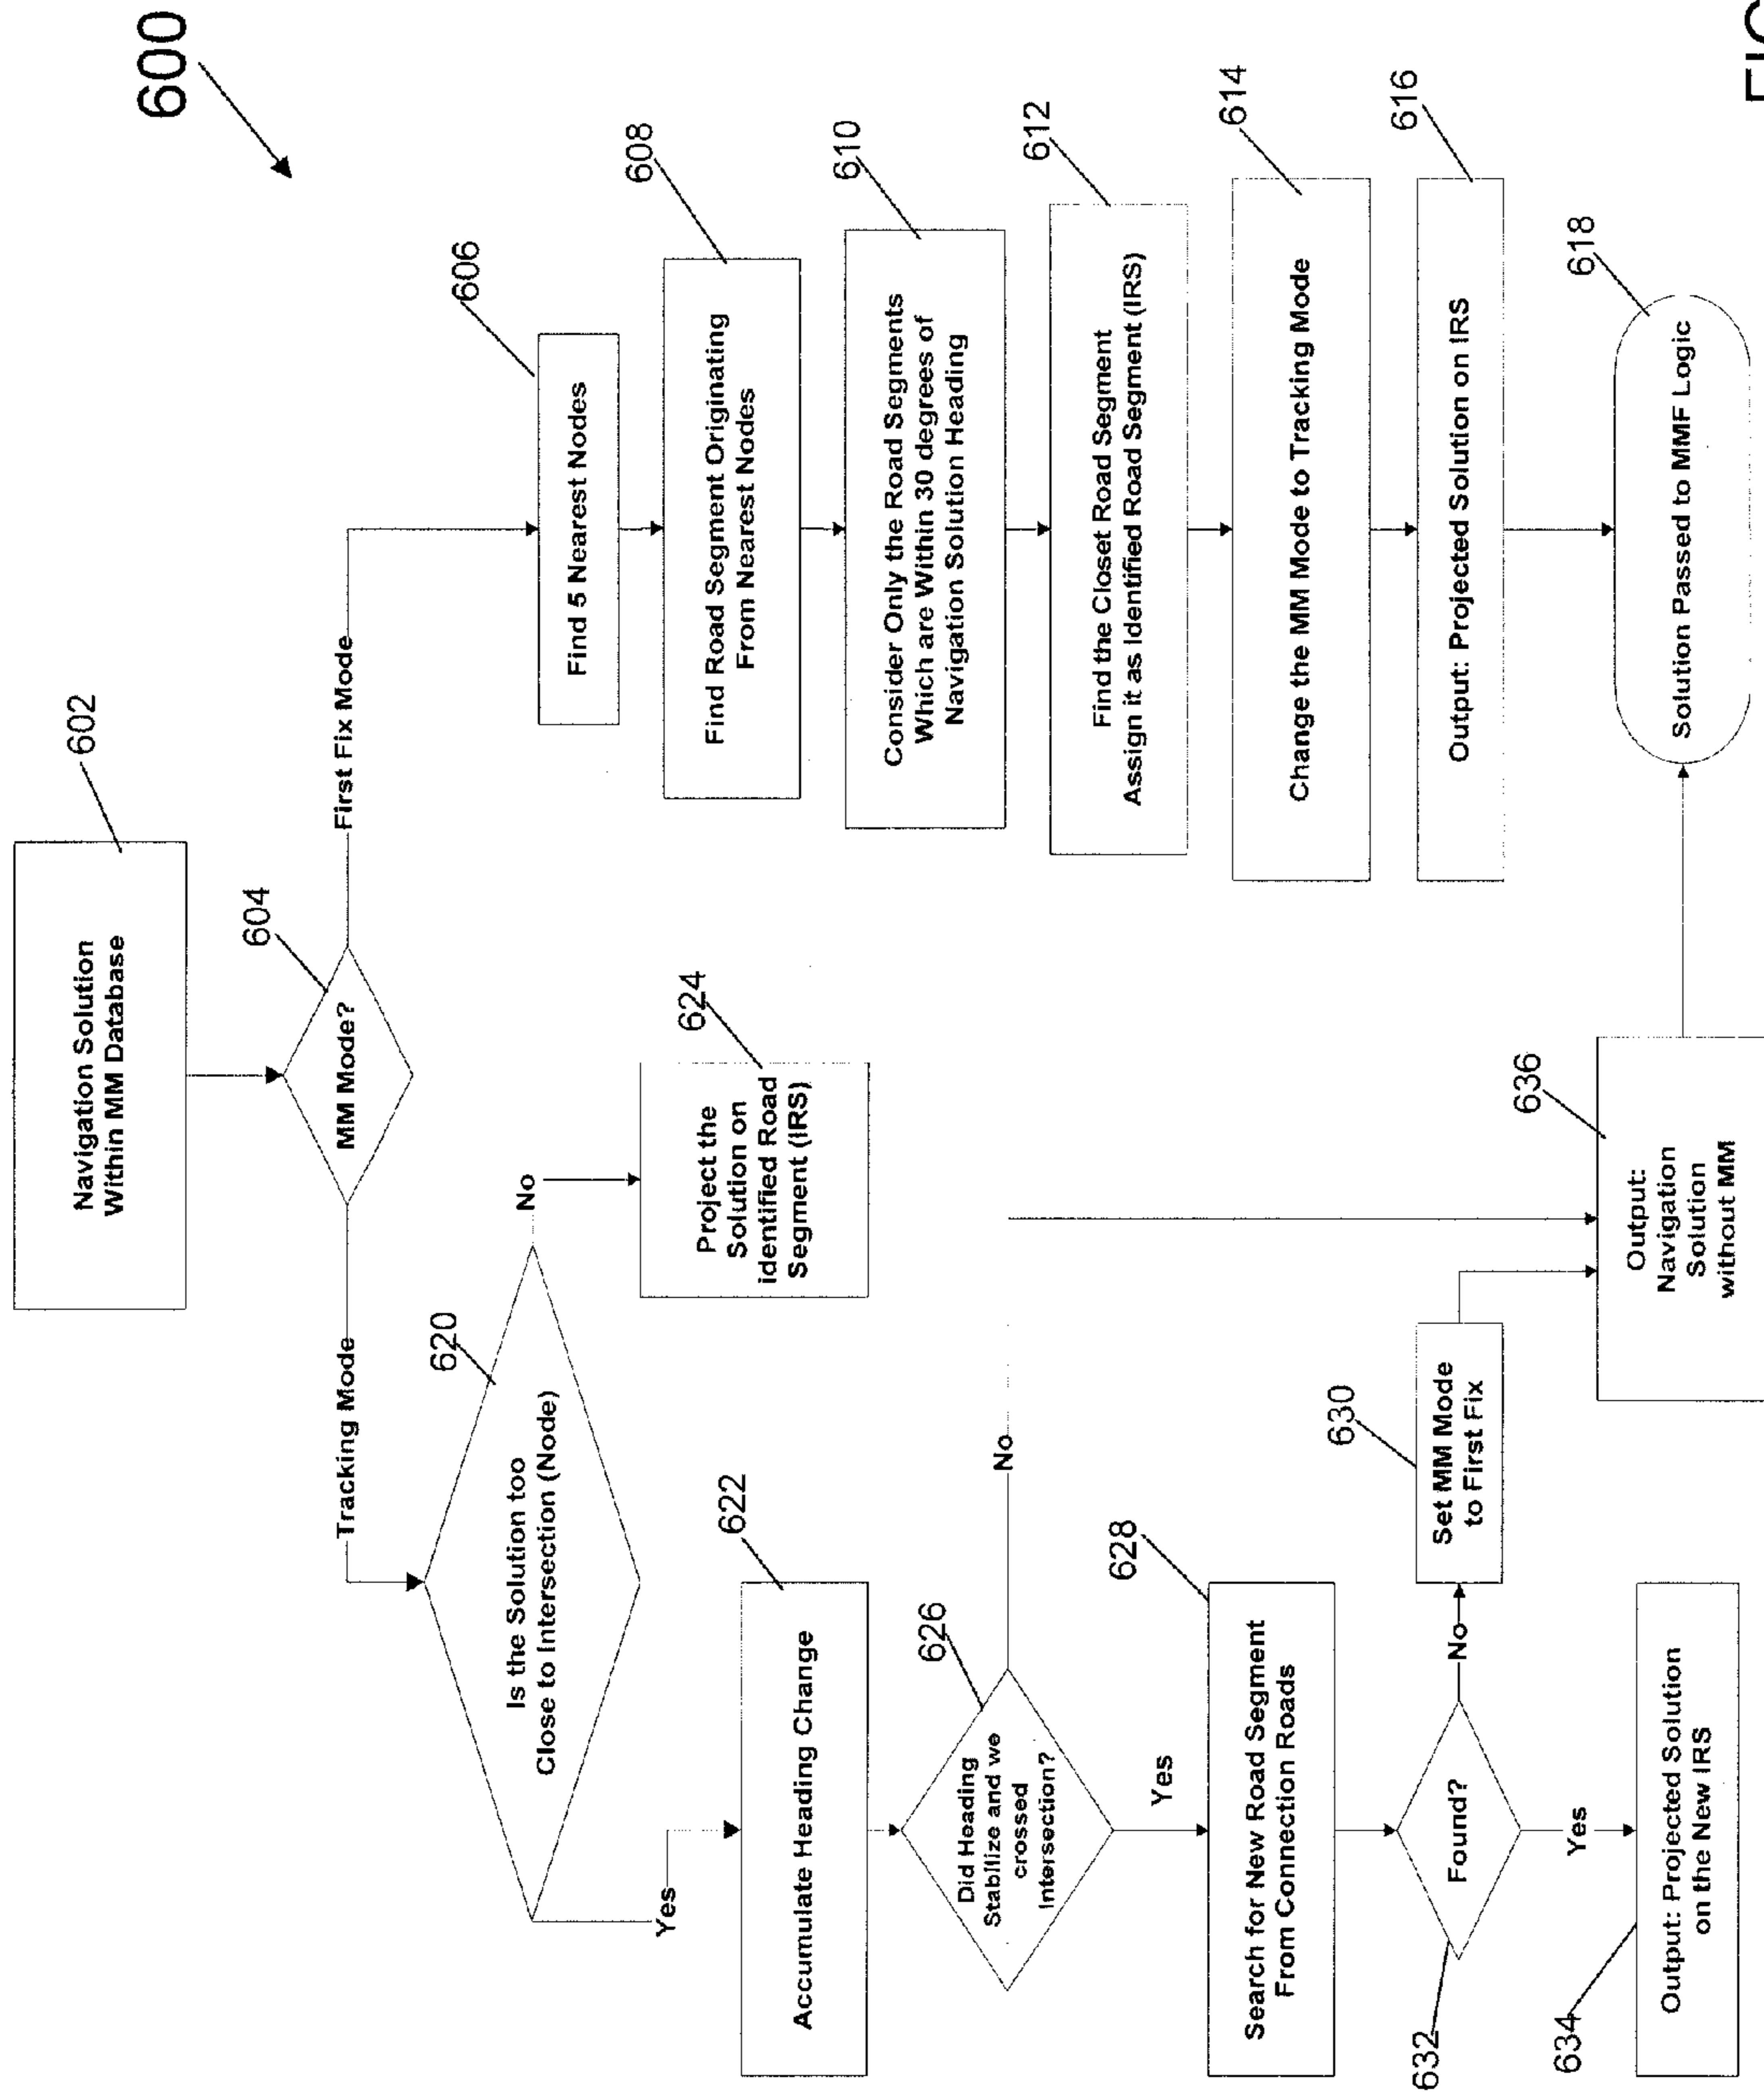 600
602
Navigation Solution
Within MM Database
604
MM Mode?
First Fix Mode
Tracking Mode
606
Find 5 Nearest Nodes
608
Find Road Segment Originating
From Nearest Nodes
610
Consider Only the Road Segments
Which are Within 30 degrees of
Navigation Solution Heading
612
Find the Closet Road Segment
Assign it as Identified Road Segment (IRS)
614
Change the MM Mode to Tracking Mode
616
Output: Projected Solution on IRS
618
Solution Passed to MMF Logic
620
Is the Solution too
Close to Intersection (Node)
No
624
Project the
Solution on
identified Road
Segment (IRS)
Yes
622
Accumulate Heading Change
626
Did Heading
Stabilize and we
crossed
Intersection?
No
Yes
628
Search for New Road Segment
From Connection Roads
632
Found?
No
630
Set MM Mode
to First Fix
636
Output:
Navigation
Solution
without MM
Yes
634
Output: Projected Solution
on the New IRS